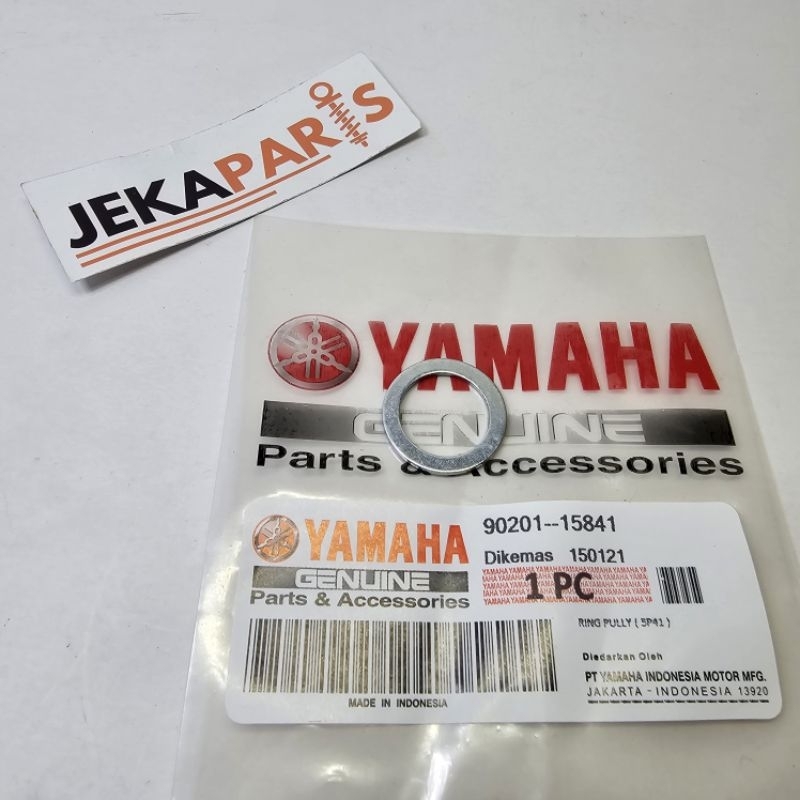 JEKAPARTS
YAMAHA
GENUINE
Parts & Accessories
YAMAHA
GENUINE
Parts & Accessories
90201--15841
Dikemas 150121
1 PC
RING PULLY ( 5P41 )
Diedarkan Oleh
PT YAMAHA INDONESIA MOTOR MFG.
JAKARTA - INDONESIA 13920
MADE IN INDONESIA